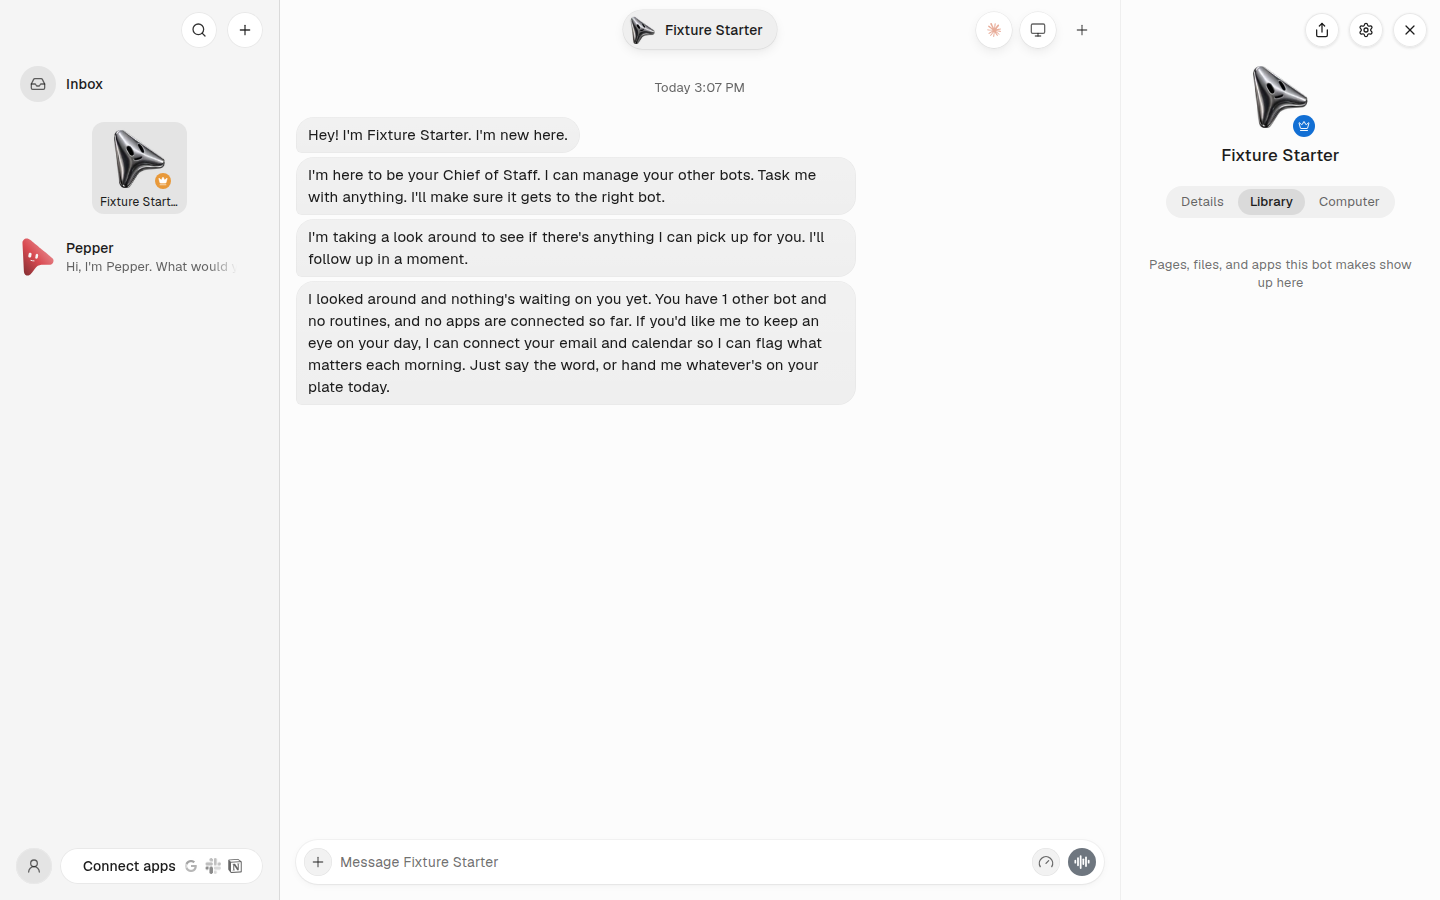 Inbox
Fixture Start...
Pepper
Hi, I'm Pepper. What would
Connect apps
Fixture Starter
Today 3:07 PM
Hey! I'm Fixture Starter. I'm new here.
I'm here to be your Chief of Staff. I can manage your other bots. Task me
with anything. I'll make sure it gets to the right bot.
I'm taking a look around to see if there's anything I can pick up for you. I'll
follow up in a moment.
I looked around and nothing's waiting on you yet. You have 1 other bot and
no routines, and no apps are connected so far. If you'd like me to keep an
eye on your day, I can connect your email and calendar so I can flag what
matters each morning. Just say the word, or hand me whatever's on your
plate today.
Message Fixture Starter
Fixture Starter
Details Library Computer
Pages, files, and apps this bot makes show
up here